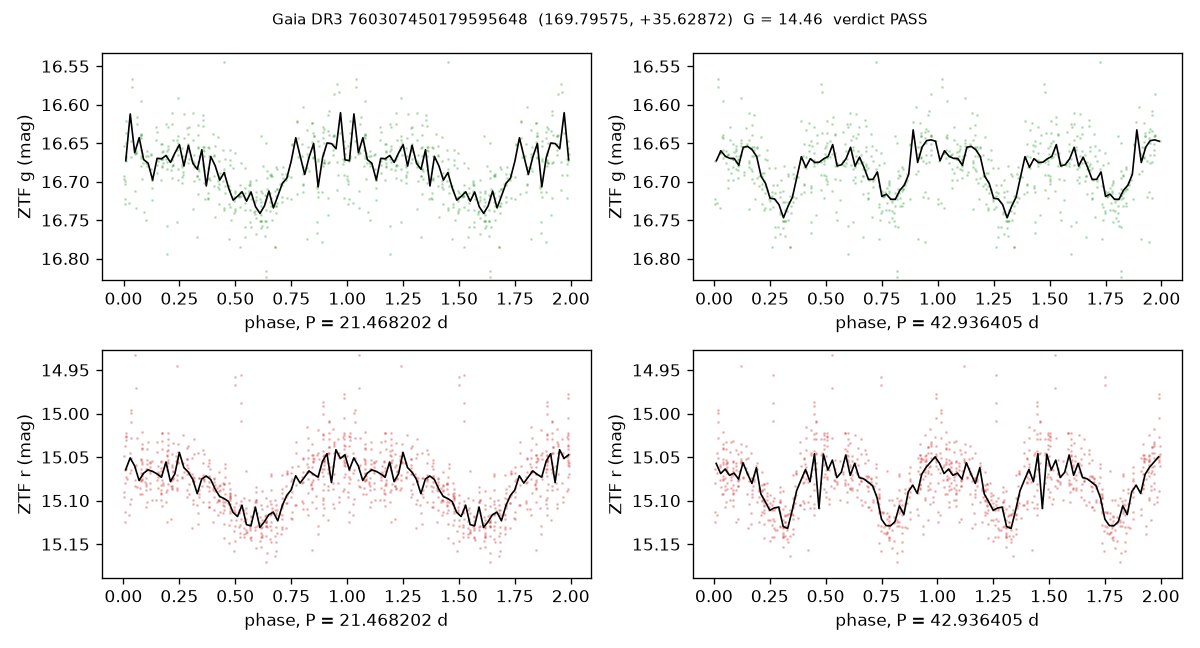 Gaia DR3 760307450179595648 (169.79575, +35.62872) G = 14.46 verdict PASS
ZTF g (mag)
16.55
16.60
16.65
16.70
16.75
16.80
0.00 0.25 0.50 0.75 1.00 1.25 1.50 1.75 2.00
phase, P = 21.468202 d
ZTF g (mag)
16.55
16.60
16.65
16.70
16.75
16.80
0.00 0.25 0.50 0.75 1.00 1.25 1.50 1.75 2.00
phase, P = 42.936405 d
ZTF r (mag)
14.95
15.00
15.05
15.10
15.15
0.00 0.25 0.50 0.75 1.00 1.25 1.50 1.75 2.00
phase, P = 21.468202 d
ZTF r (mag)
14.95
15.00
15.05
15.10
15.15
0.00 0.25 0.50 0.75 1.00 1.25 1.50 1.75 2.00
phase, P = 42.936405 d